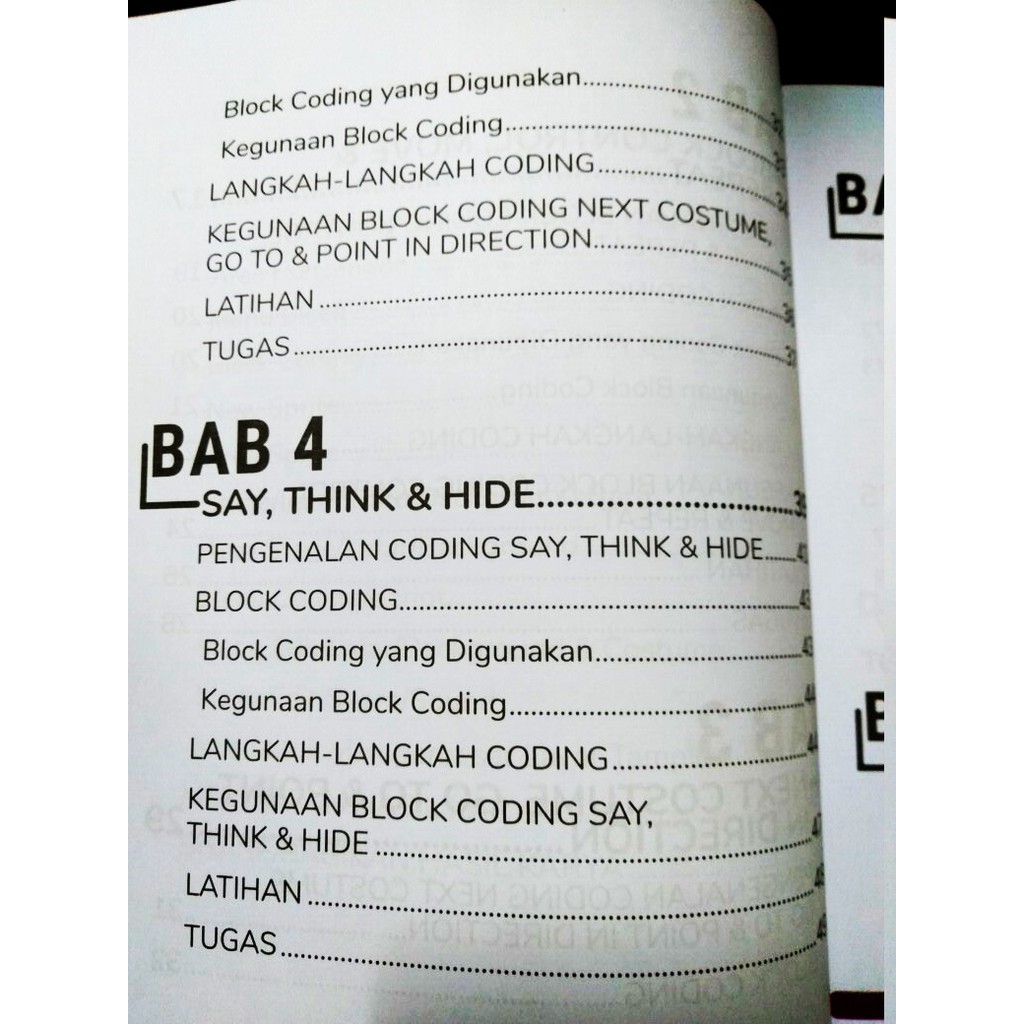 Block Coding yang Digunakan
Kegunaan Block Coding
LANGKAH-LANGKAH CODING
KEGUNAAN BLOCK CODING NEXT COSTUME,
GO TO & POINT IN DIRECTION
LATIHAN
TUGAS
BAB 4
SAY, THINK & HIDE
PENGENALAN CODING SAY, THINK & HIDE
BLOCK CODING
Block Coding yang Digunakan
Kegunaan Block Coding
LANGKAH-LANGKAH CODING
KEGUNAAN BLOCK CODING SAY,
THINK & HIDE
LATIHAN
TUGAS